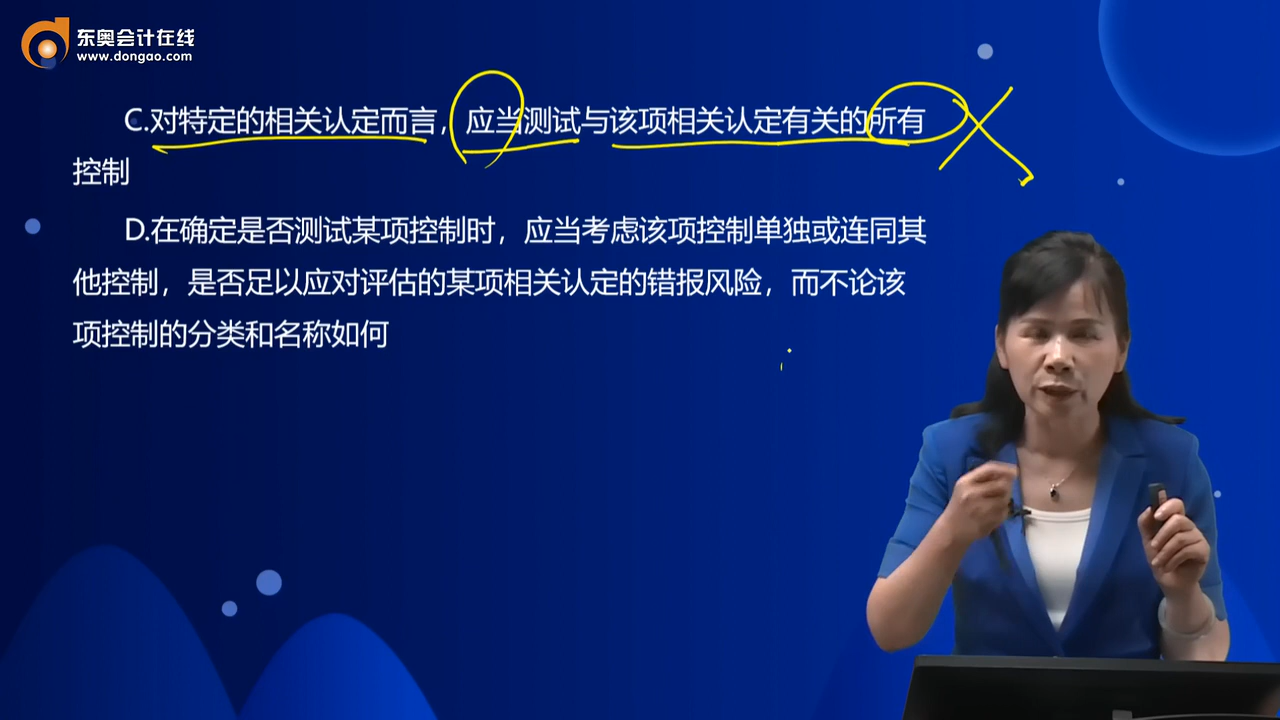 东奥会计在线
www.dongao.com
C.对特定的相关认定而言，应当测试与该项相关认定有关的所有
控制
D.在确定是否测试某项控制时，应当考虑该项控制单独或连同其
他控制，是否足以应对评估的某项相关认定的错报风险，而不论该
项控制的分类和名称如何